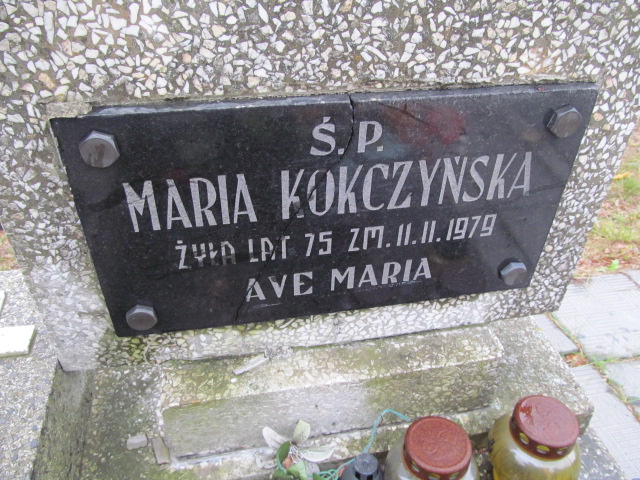 Ś. P.
MARIA KOKCZYŃSKA
ŻYŁA LAT 75 ZM. 11.11.1979
AVE MARIA